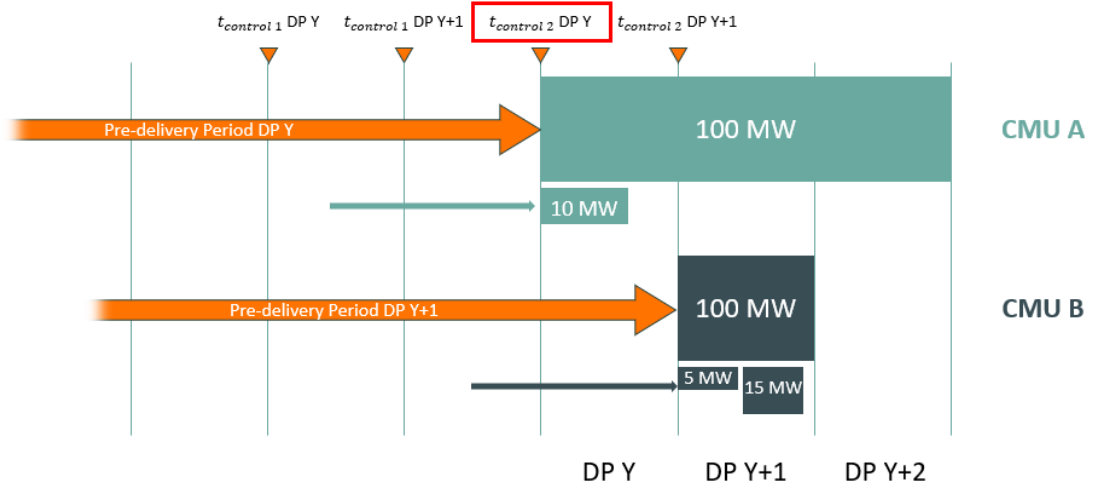 t_control 1 DP Y
t_control 1 DP Y+1
t_control 2 DP Y
t_control 2 DP Y+1
Pre-delivery Period DP Y
100 MW
CMU A
10 MW
Pre-delivery Period DP Y+1
100 MW
CMU B
5 MW
15 MW
DP Y
DP Y+1
DP Y+2